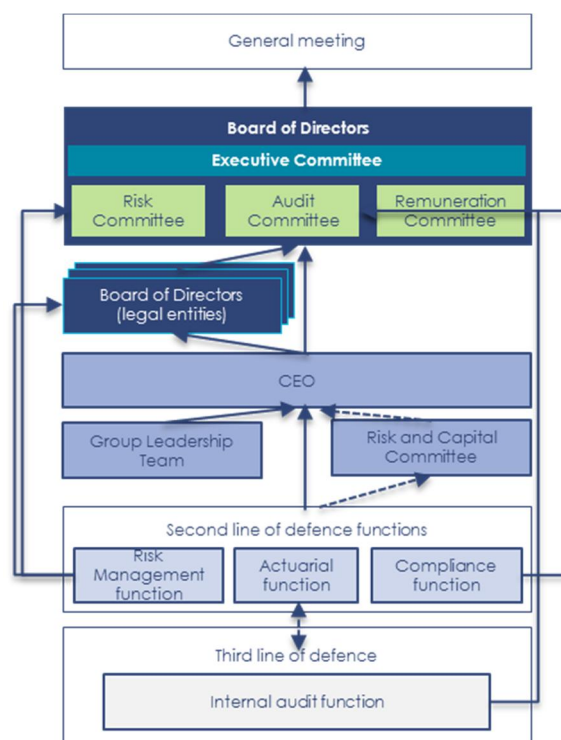 General meeting
Board of Directors
Executive Committee
Risk
Committee
Audit
Committee
Remuneration
Committee
Board of Directors
(legal entities)
CEO
Group Leadership
Team
Risk and Capital
Committee
Second line of defence functions
Risk
Management
function
Actuarial
function
Compliance
function
Third line of defence
Internal audit function